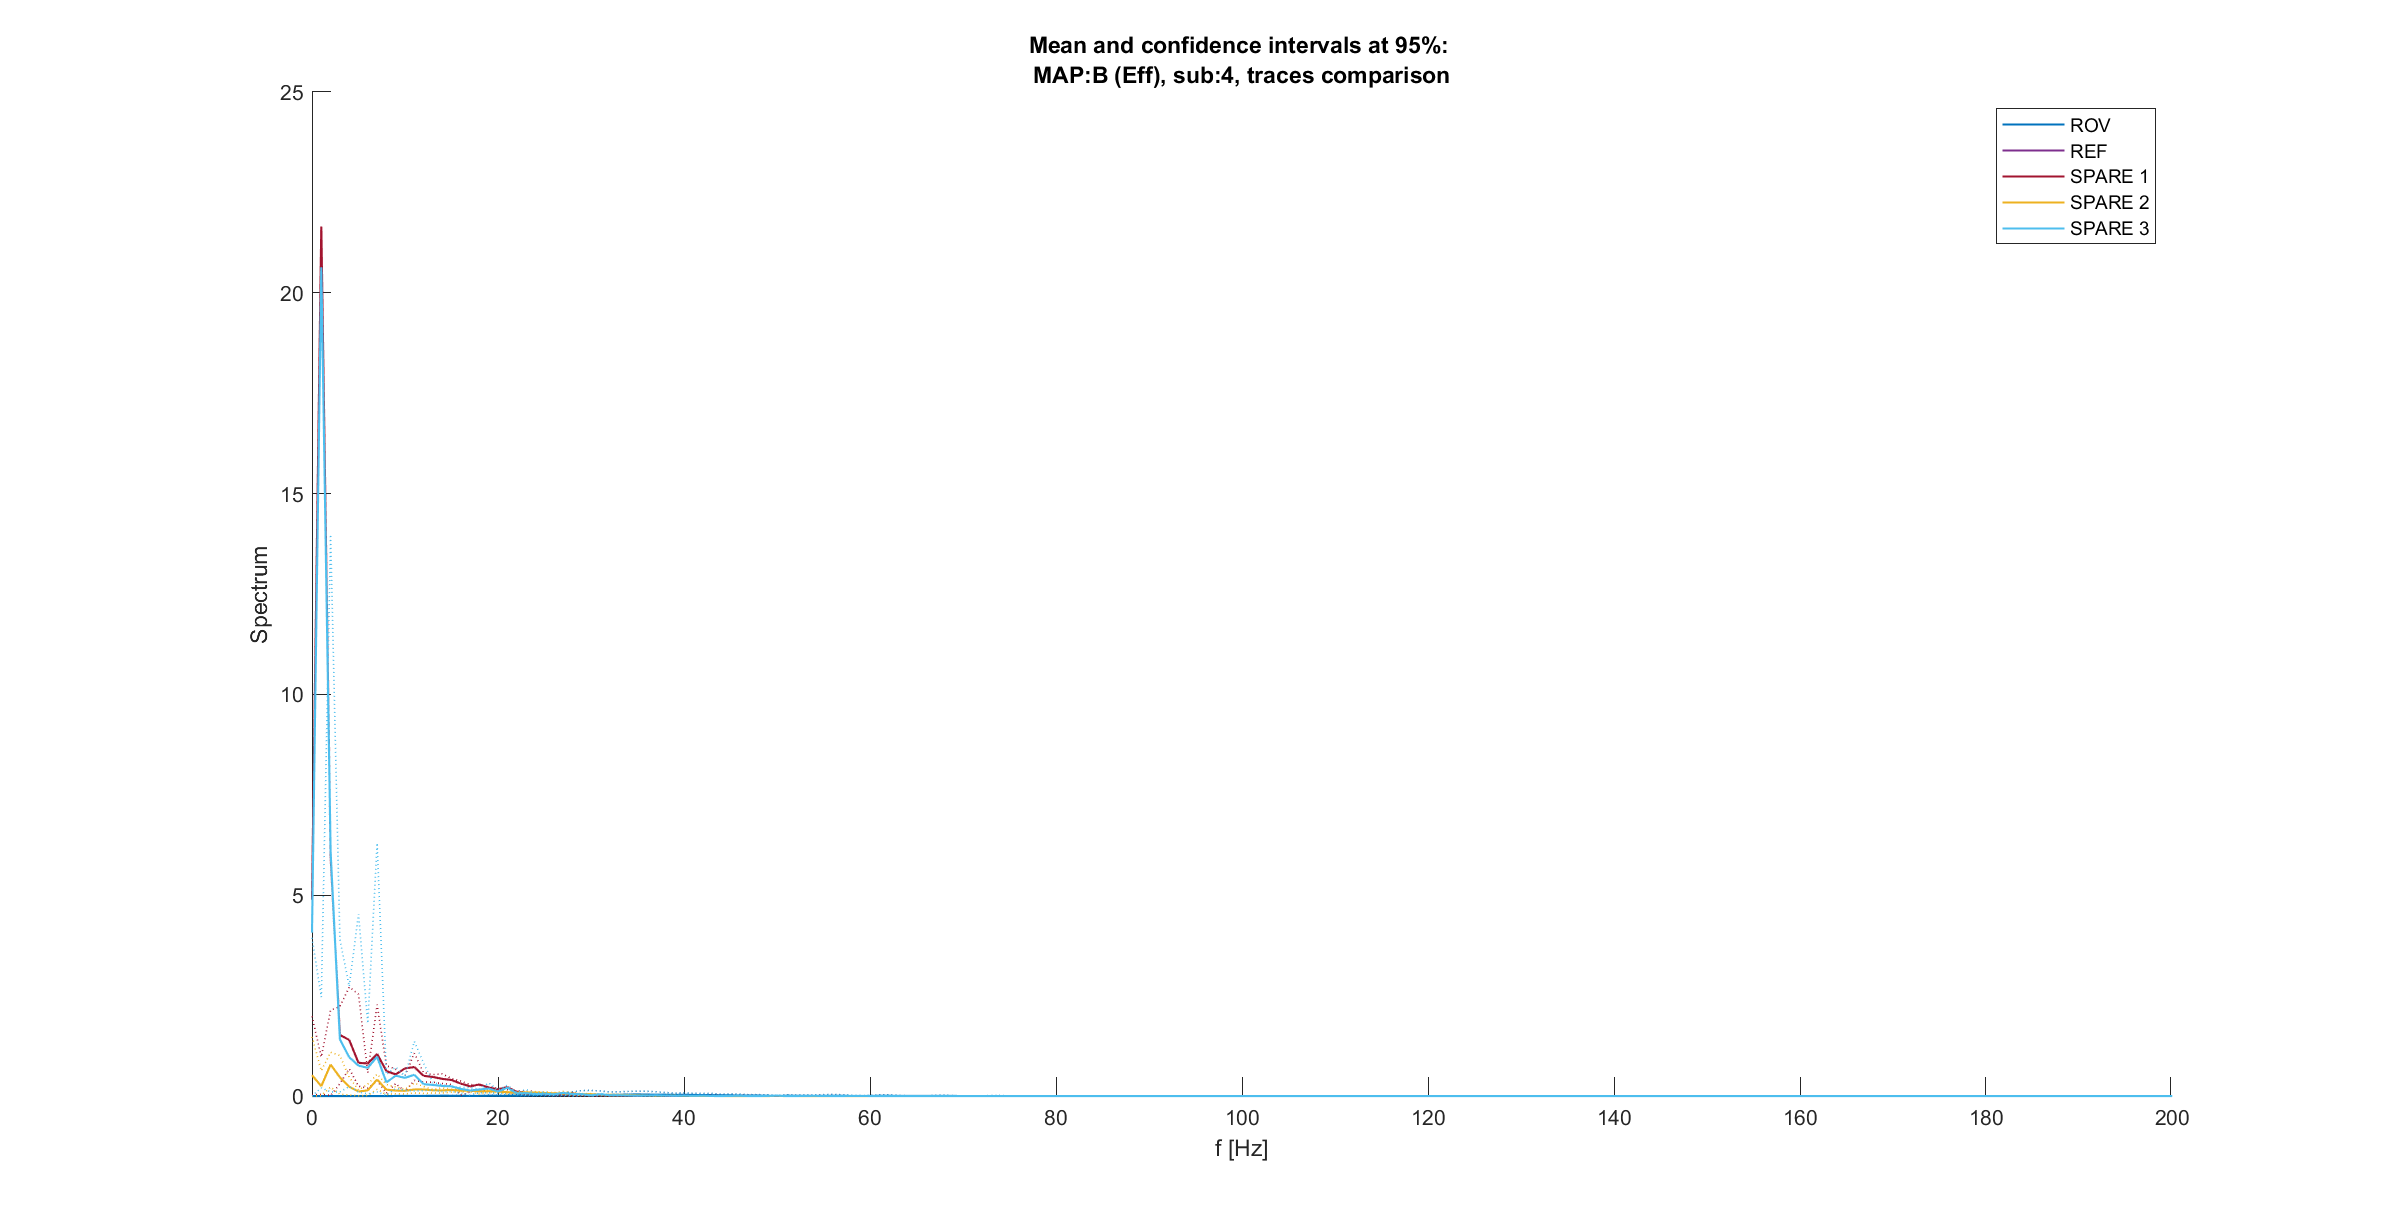 Mean and confidence intervals at 95%:
MAP:B (Eff), sub:4, traces comparison
25
20
15
10
5
0
Spectrum
0 20 40 60 80 100 120 140 160 180 200
f [Hz]
ROV
REF
SPARE 1
SPARE 2
SPARE 3